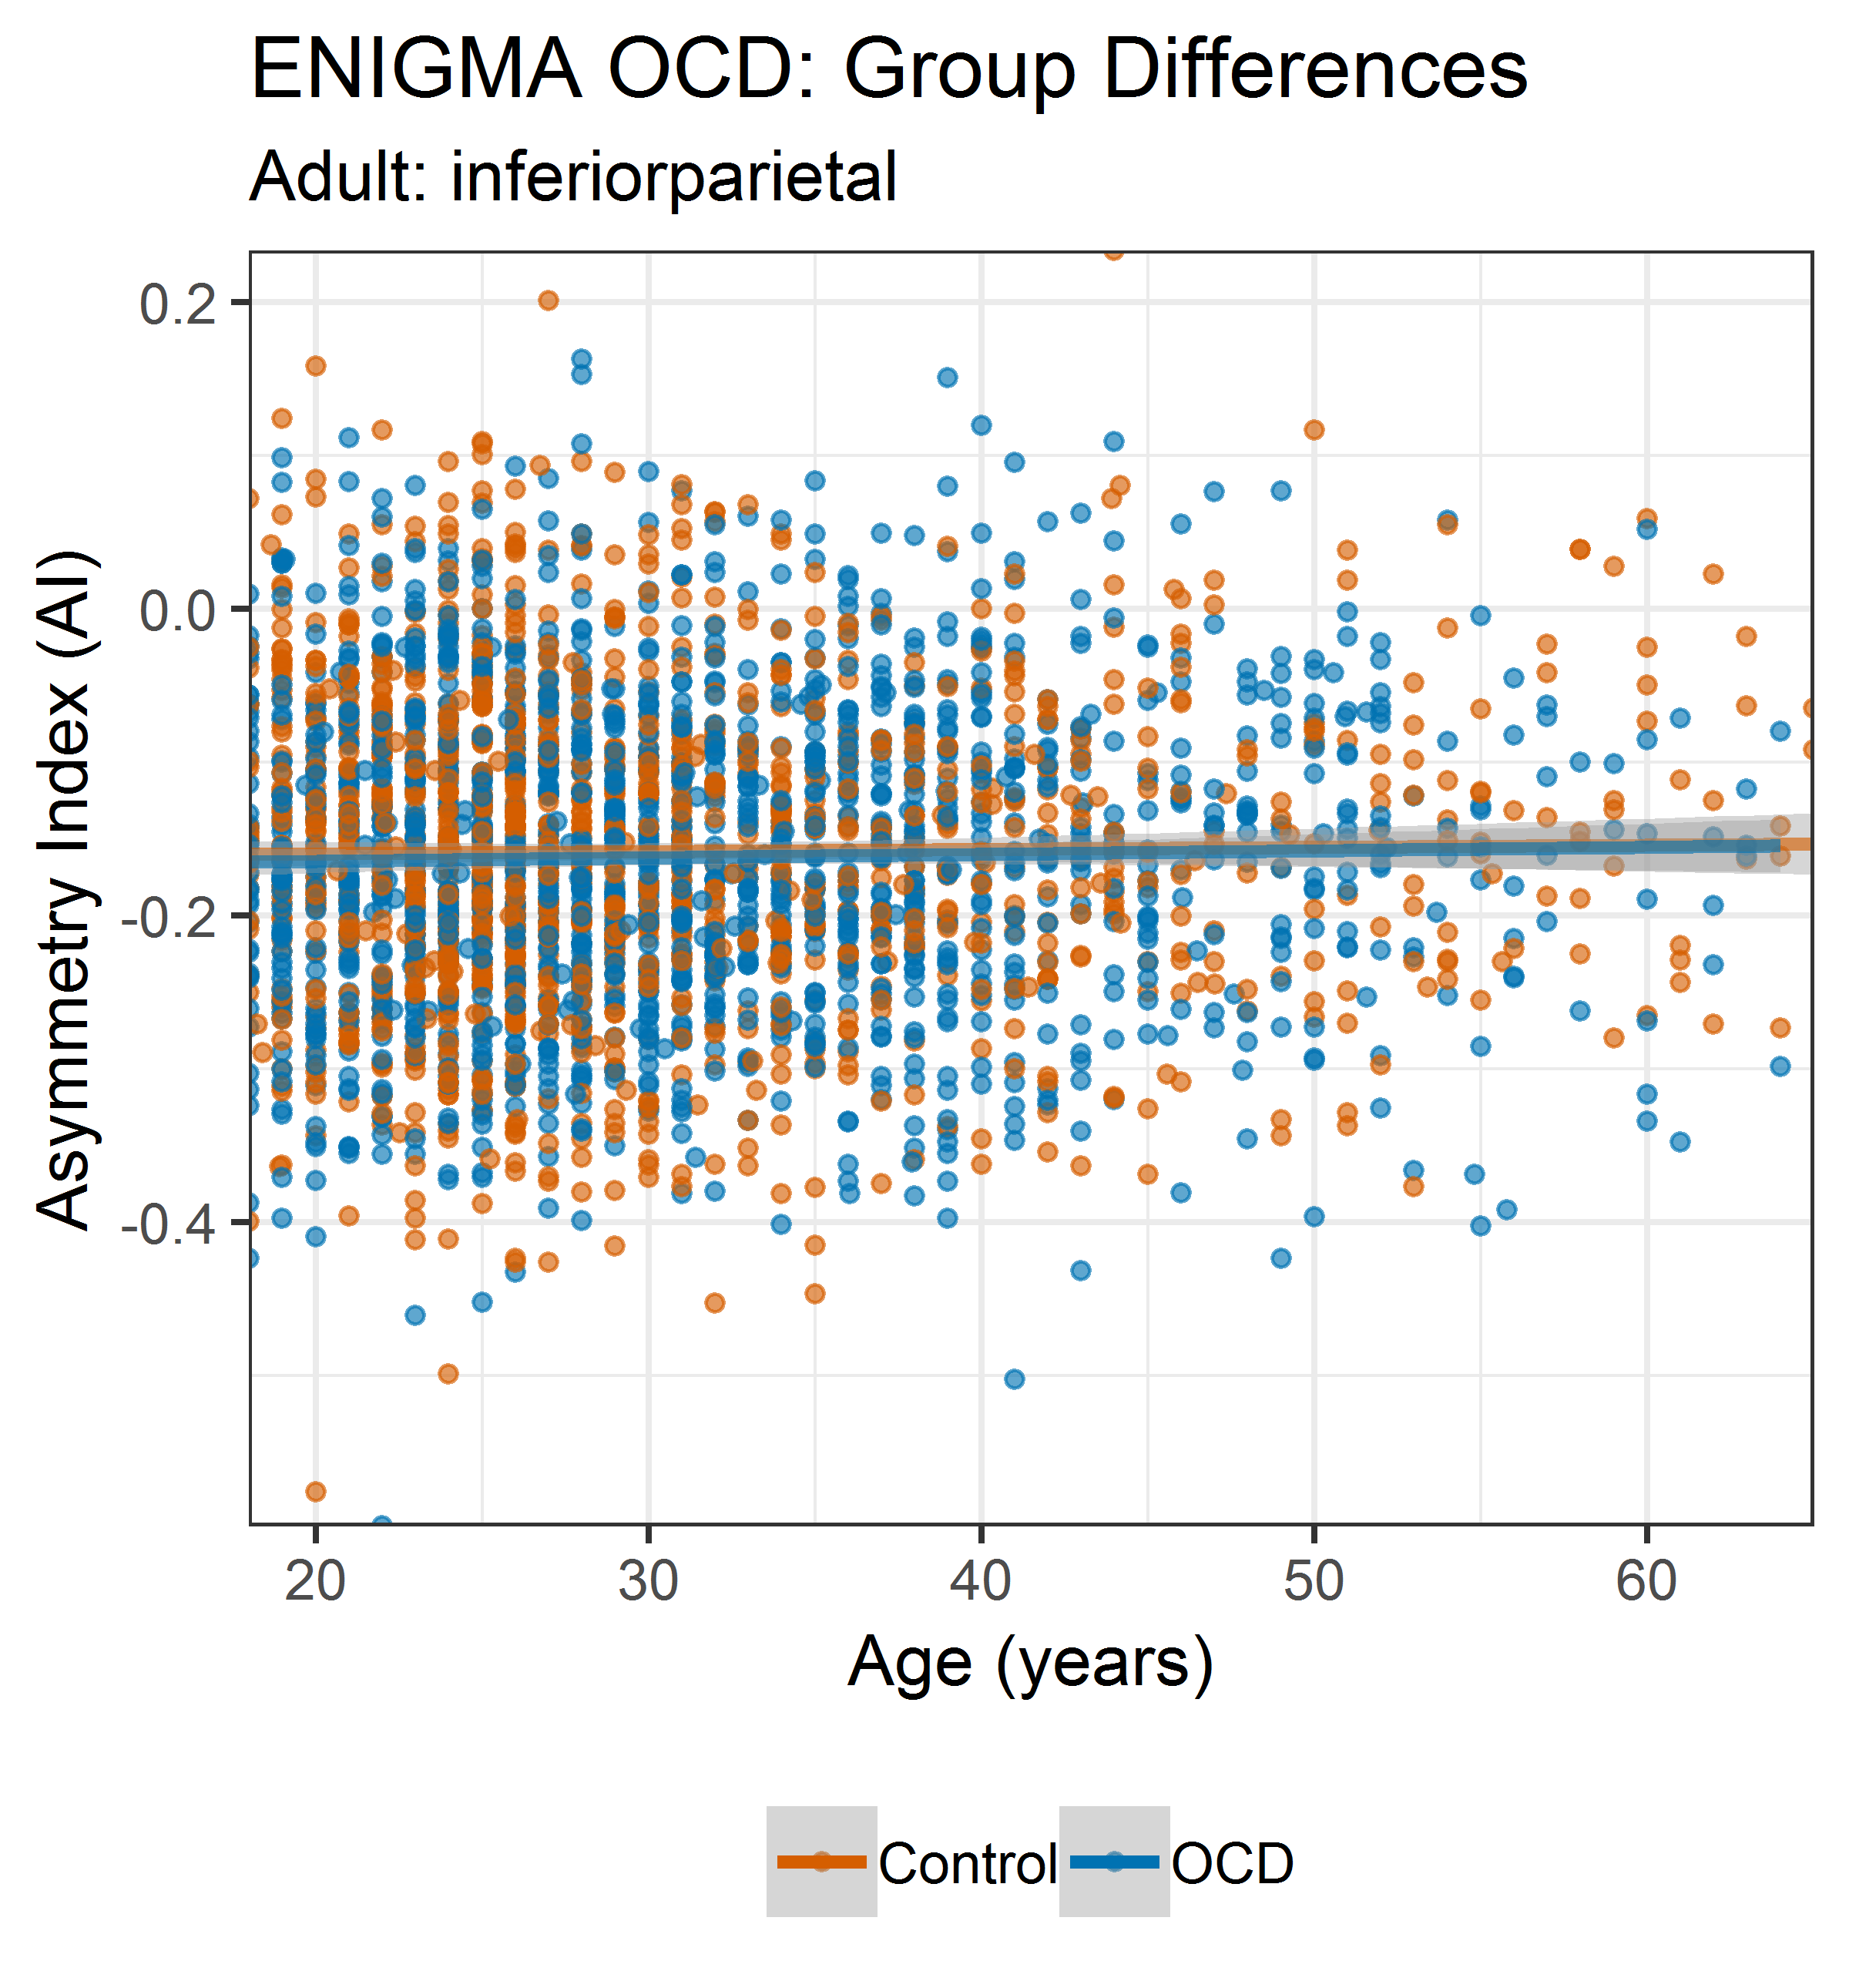 ENIGMA OCD: Group Differences
Adult: inferiorparietal
Asymmetry Index (AI)
0.2
0.0
-0.2
-0.4
20 30 40 50 60
Age (years)
Control OCD